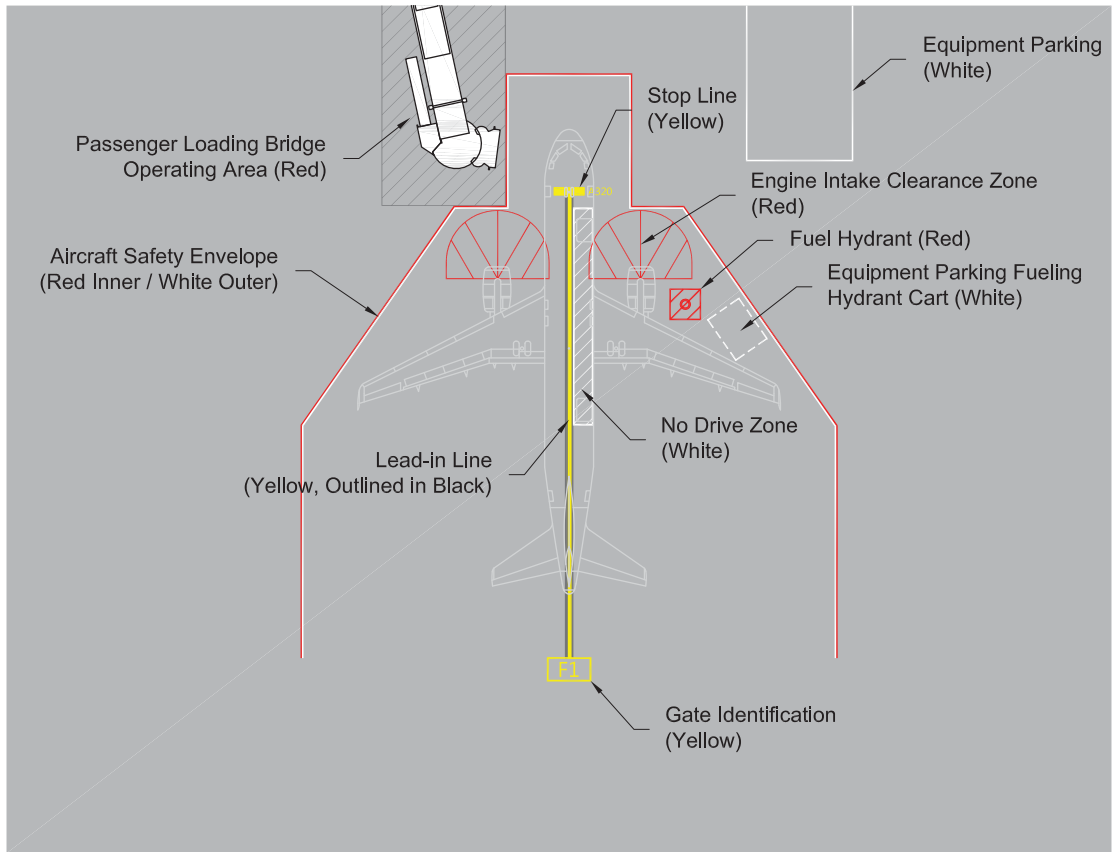 Equipment Parking
(White)
Stop Line
(Yellow)
Passenger Loading Bridge
Operating Area (Red)
A320
Engine Intake Clearance Zone
(Red)
Fuel Hydrant (Red)
Aircraft Safety Envelope
(Red Inner / White Outer)
Equipment Parking Fueling
Hydrant Cart (White)
No Drive Zone
(White)
Lead-in Line
(Yellow, Outlined in Black)
F1
Gate Identification
(Yellow)